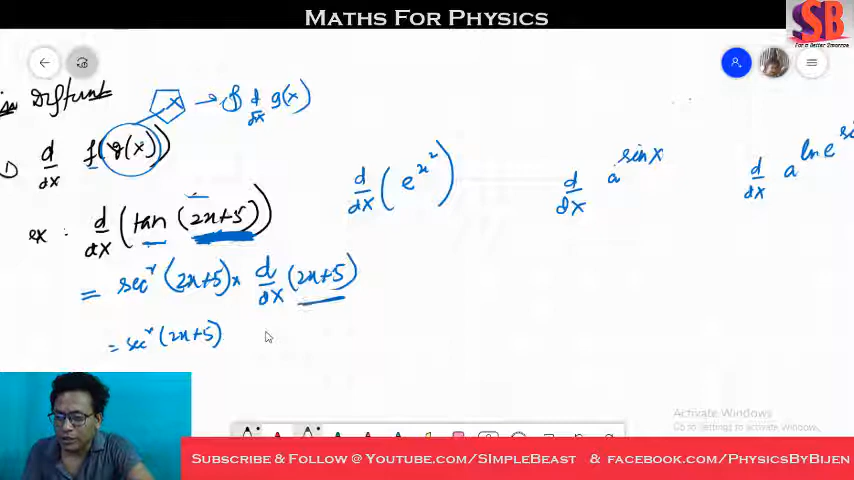 MATHS FOR PHYSICS
SB
For a Better Tomorrow
d/dx g(x)
1) d/dx f(g(x))
d/dx (e^x²)
d/dx a^sinx
d/dx a^ln e^
ex : d/dx (tan (2x+5))
= sec² (2x+5) × d/dx (2x+5)
= sec² (2x+5)
Activate Windows
Go to Settings to activate Windows.
SUBSCRIBE & FOLLOW @ YOUTUBE.COM/SIMPLEBEAST & FACEBOOK.COM/PHYSICSBYBIJEN